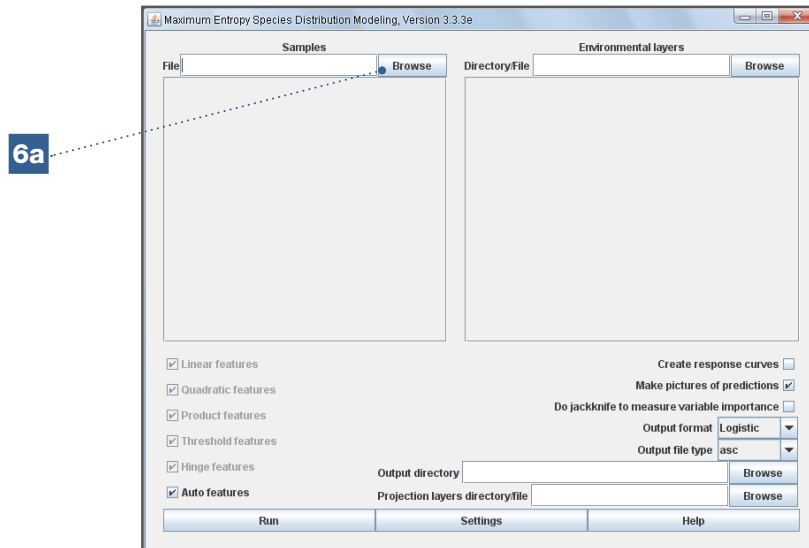 Maximum Entropy Species Distribution Modeling, Version 3.3.3e
Samples
Environmental layers
File
Browse
Directory/File
Browse
6a
Linear features
Quadratic features
Product features
Threshold features
Hinge features
Auto features
Create response curves
Make pictures of predictions
Do jackknife to measure variable importance
Output format Logistic
Output file type asc
Output directory
Browse
Projection layers directory/file
Browse
Run
Settings
Help